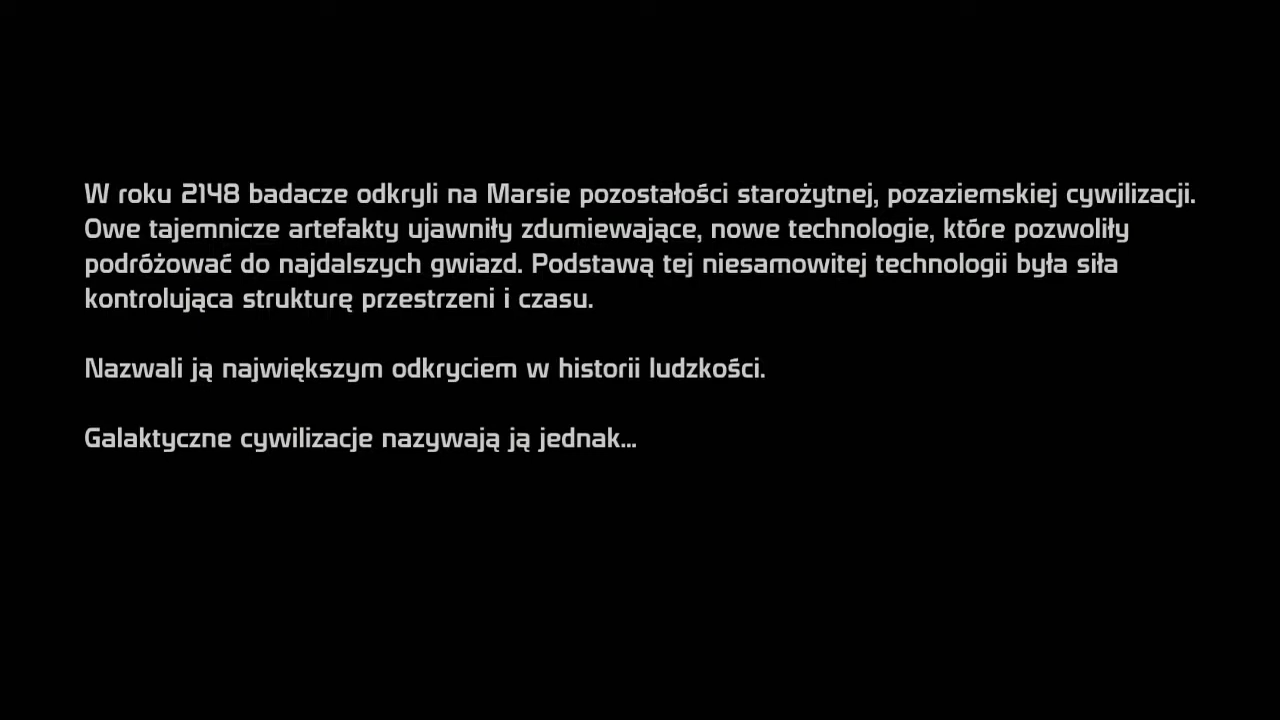 W roku 2148 badacze odkryli na Marsie pozostałości starożytnej, pozaziemskiej cywilizacji.
Owe tajemnicze artefakty ujawniły zdumiewające, nowe technologie, które pozwoliły
podróżować do najdalszych gwiazd. Podstawą tej niesamowitej technologii była siła
kontrolująca strukturę przestrzeni i czasu.
Nazwali ją największym odkryciem w historii ludzkości.
Galaktyczne cywilizacje nazywają ją jednak...